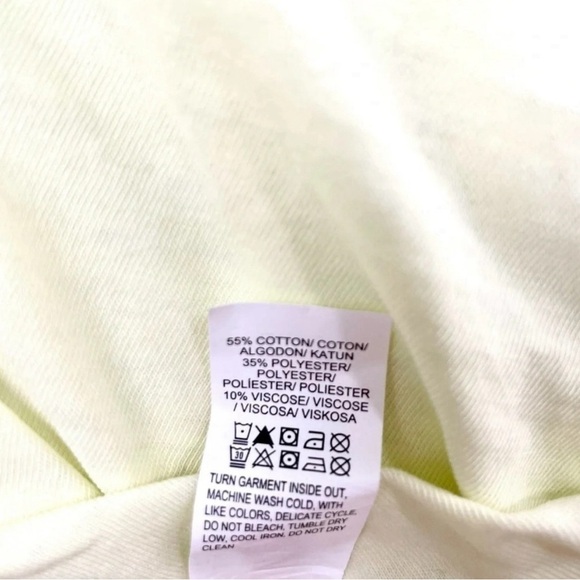 55% COTTON/ COTON/
ALGODON/ KATUN
35% POLYESTER/
POLYESTER/
POLÍESTER/ POLIESTER
10% VISCOSE/ VISCOSE
/ VISCOSA/ VISKOSA
30
TURN GARMENT INSIDE OUT,
MACHINE WASH COLD, WITH
LIKE COLORS, DELICATE CYCLE,
DO NOT BLEACH, TUMBLE DRY
LOW, COOL IRON, DO NOT DRY
CLEAN